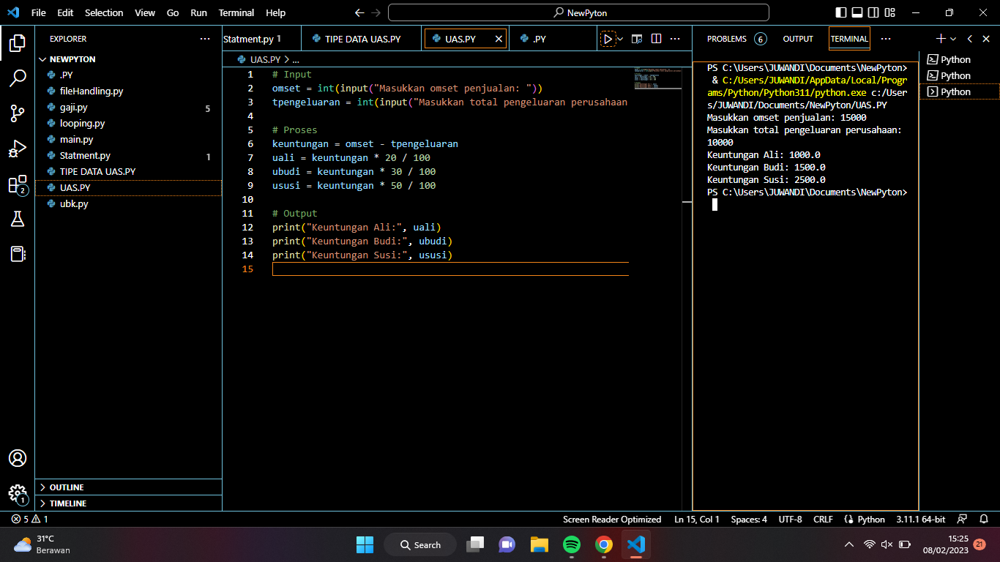 File Edit Selection View Go Run Terminal Help
NewPyton
EXPLORER
NEWPYTON
.PY
fileHandling.py
gaji.py 5
looping.py
main.py
Statment.py 1
TIPE DATA UAS.PY
UAS.PY
ubk.py
OUTLINE
TIMELINE
Statment.py 1 TIPE DATA UAS.PY UAS.PY .PY
UAS.PY > ...
1 # Input
2 omset = int(input("Masukkan omset penjualan: "))
3 tpengeluaran = int(input("Masukkan total pengeluaran perusahaan
4
5 # Proses
6 keuntungan = omset - tpengeluaran
7 uali = keuntungan * 20 / 100
8 ubudi = keuntungan * 30 / 100
9 ususi = keuntungan * 50 / 100
10
11 # Output
12 print("Keuntungan Ali:", uali)
13 print("Keuntungan Budi:", ubudi)
14 print("Keuntungan Susi:", ususi)
15
PROBLEMS 6 OUTPUT TERMINAL
PS C:\Users\JUWANDI\Documents\NewPyton>
& C:/Users/JUWANDI/AppData/Local/Progr
ams/Python/Python311/python.exe c:/User
s/JUWANDI/Documents/NewPyton/UAS.PY
Masukkan omset penjualan: 15000
Masukkan total pengeluaran perusahaan:
10000
Keuntungan Ali: 1000.0
Keuntungan Budi: 1500.0
Keuntungan Susi: 2500.0
PS C:\Users\JUWANDI\Documents\NewPyton>
Python
Python
Python
2
1
5 1
Screen Reader Optimized Ln 15, Col 1 Spaces: 4 UTF-8 CRLF Python 3.11.1 64-bit
31°C
Berawan
Search
15:25
08/02/2023
21